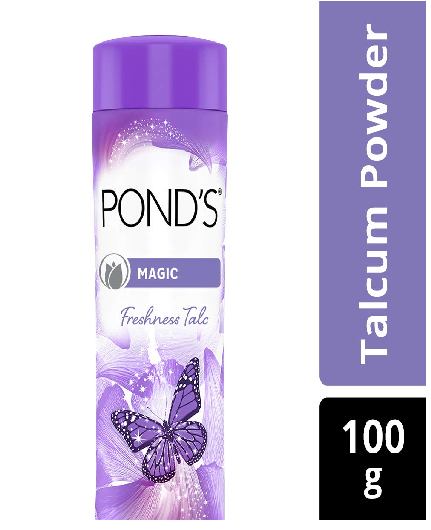 POND'S®
MAGIC
Freshness Talc
Talcum Powder
100
g